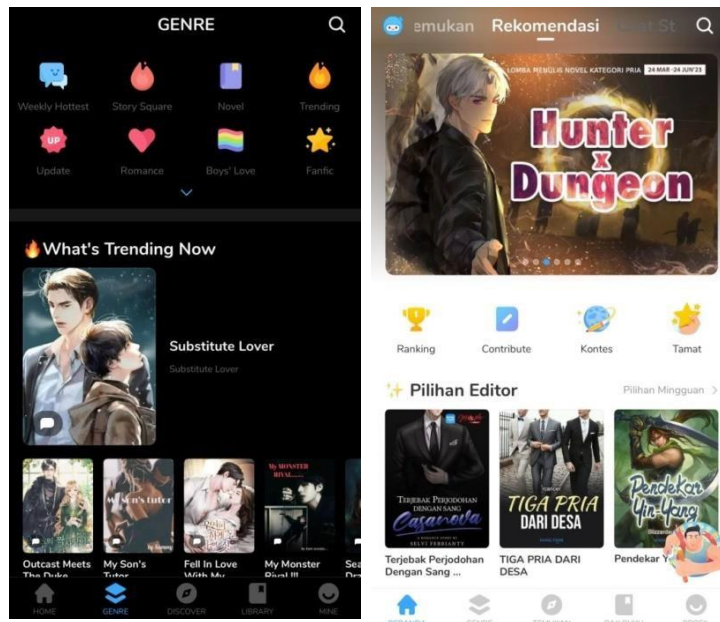 GENRE
Weekly Hottest
Story Square
Novel
Trending
UP
Update
Romance
Boys' Love
Fanfic
What's Trending Now
Substitute Lover
Substitute Lover
My son's tutor
My MONSTER
RIVAL
Outcast Meets
The Duke
My Son's
Tutor
Fell In Love
With My
My Monster
Rival !!!
HOME
GENRE
DISCOVER
LIBRARY
MINE
emukan
Rekomendasi
LOMBA MENULIS NOVEL KATEGORI PRIA
24 MAR -24 JUN'23
Hunter
x
Dungeon
Ranking
Contribute
Kontes
Tamat
Pilihan Editor
Pilihan Mingguan
TERJEBAK PERJODOHAN
DENGAN SANG
Casanova
SELVI FEBRIANTY
TIGA PRIA
DARI DESA
Pendekar
Yin-Yang
Terjebak Perjodohan
Dengan Sang ...
TIGA PRIA DARI
DESA
Pendekar Y